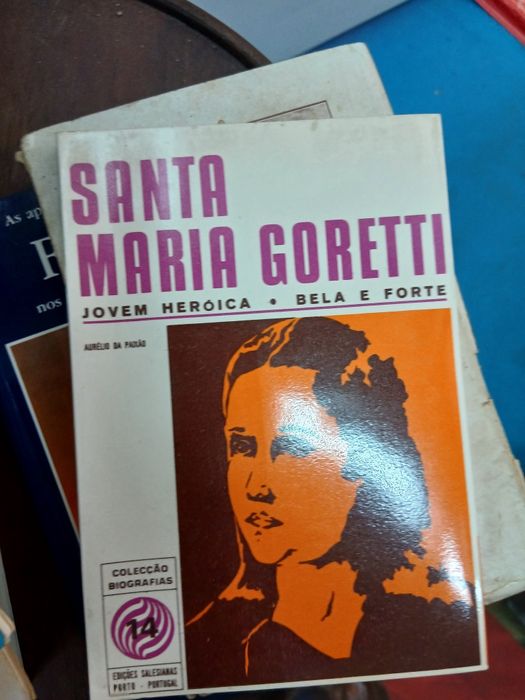 SANTA
MARIA GORETTI
JOVEM HERÓICA • BELA E FORTE
AURÉLIO DA PAIXÃO
COLECÇÃO
BIOGRAFIAS
14
EDIÇÕES SALESIANAS
PORTO - PORTUGAL
As ap
nos